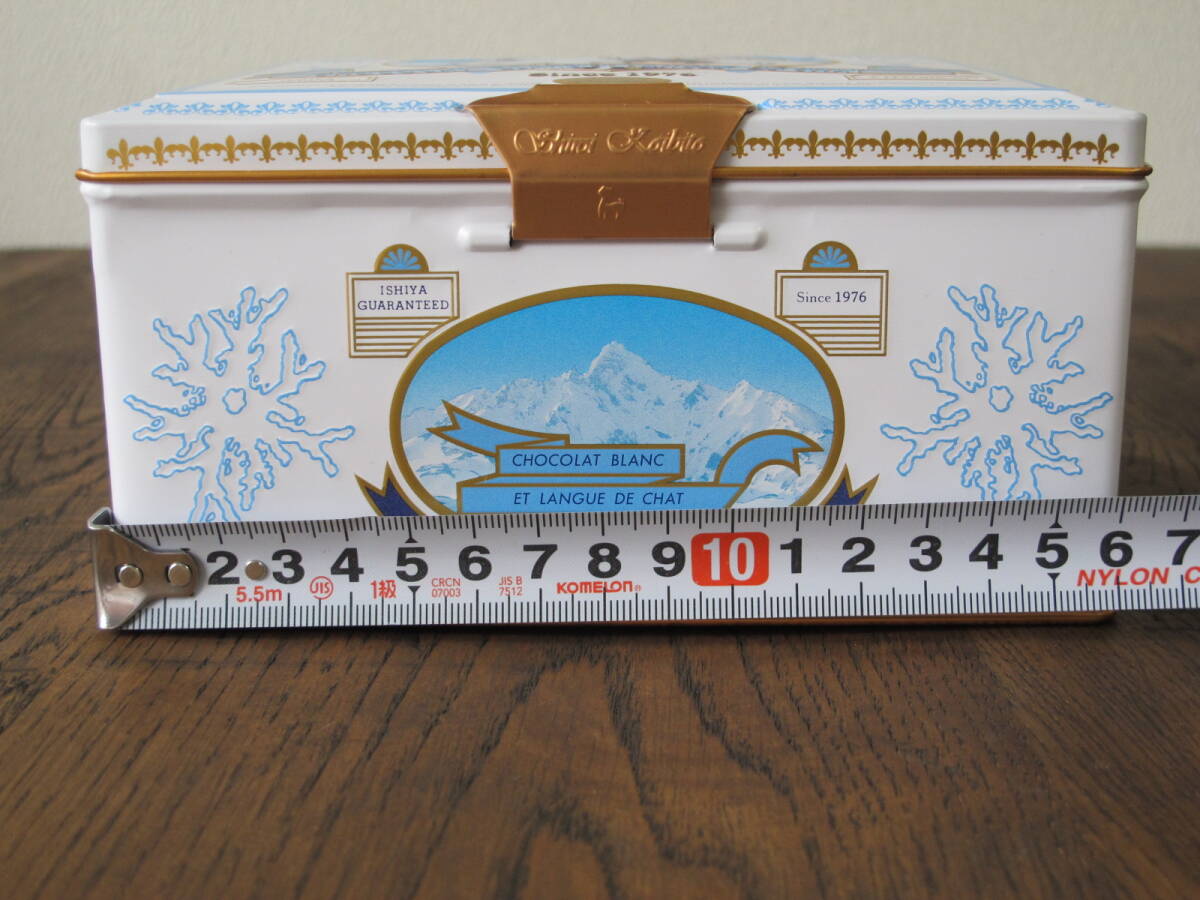 Since 1976
Shiroi Koibito
ISHIYA
GUARANTEED
Since 1976
CHOCOLAT BLANC
ET LANGUE DE CHAT
2 3 4 5 6 7 8 9 10 1 2 3 4 5 6 7
5.5m JIS 1級 CRCN JIS B KOMELON® NYLON C
07003 7512